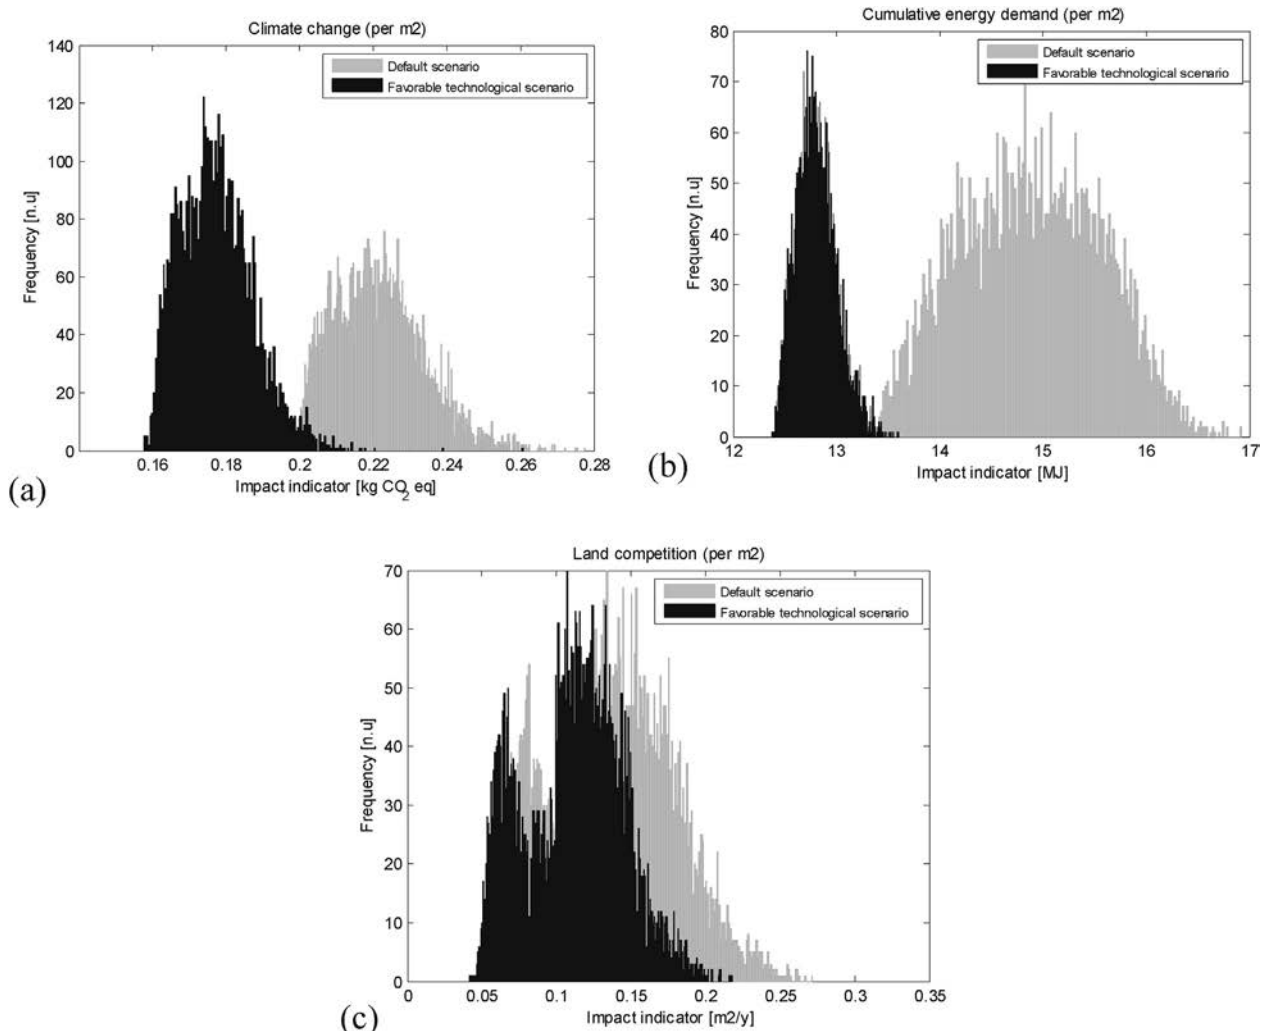 Climate change (per m2)
140
120
100
80
60
40
20
0
Frequency [n.u]
Default scenario
Favorable technological scenario
0.16 0.18 0.2 0.22 0.24 0.26 0.28
Impact indicator [kg CO2 eq]
(a)
Cumulative energy demand (per m2)
80
70
60
50
40
30
20
10
0
Frequency [n.u]
Default scenario
Favorable technological scenario
12 13 14 15 16 17
Impact indicator [MJ]
(b)
Land competition (per m2)
70
60
50
40
30
20
10
0
Frequency [n.u]
Default scenario
Favorable technological scenario
0 0.05 0.1 0.15 0.2 0.25 0.3 0.35
Impact indicator [m2/y]
(c)